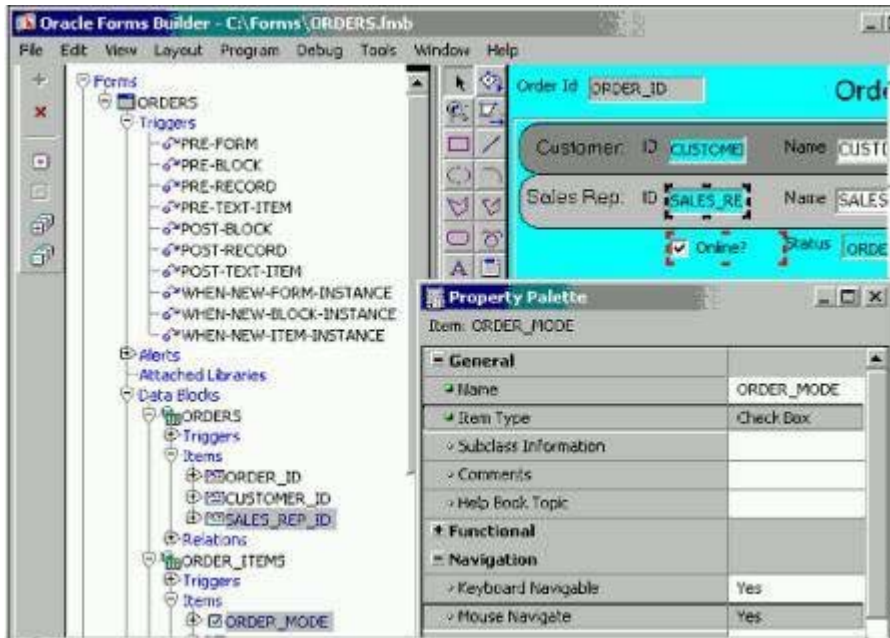 Oracle Forms Builder - C:\Forms\ORDERS.fmb
File Edit View Layout Program Debug Tools Window Help
Forms
ORDERS
Triggers
PRE-FORM
PRE-BLOCK
PRE-RECORD
PRE-TEXT-ITEM
POST-BLOCK
POST-RECORD
POST-TEXT-ITEM
WHEN-NEW-FORM-INSTANCE
WHEN-NEW-BLOCK-INSTANCE
WHEN-NEW-ITEM-INSTANCE
Alerts
Attached Libraries
Data Blocks
ORDERS
Triggers
Items
ORDER_ID
CUSTOMER_ID
SALES_REP_ID
Relations
ORDER_ITEMS
Triggers
Items
ORDER_MODE
Order Id ORDER_ID Orde
Customer: ID CUSTOME Name CUSTO
Sales Rep: ID SALES_RE Name SALES
Online? Status ORDE
Property Palette
Item: ORDER_MODE
General
Name ORDER_MODE
Item Type Check Box
Subclass Information
Comments
Help Book Topic
Functional
Navigation
Keyboard Navigable Yes
Mouse Navigate Yes